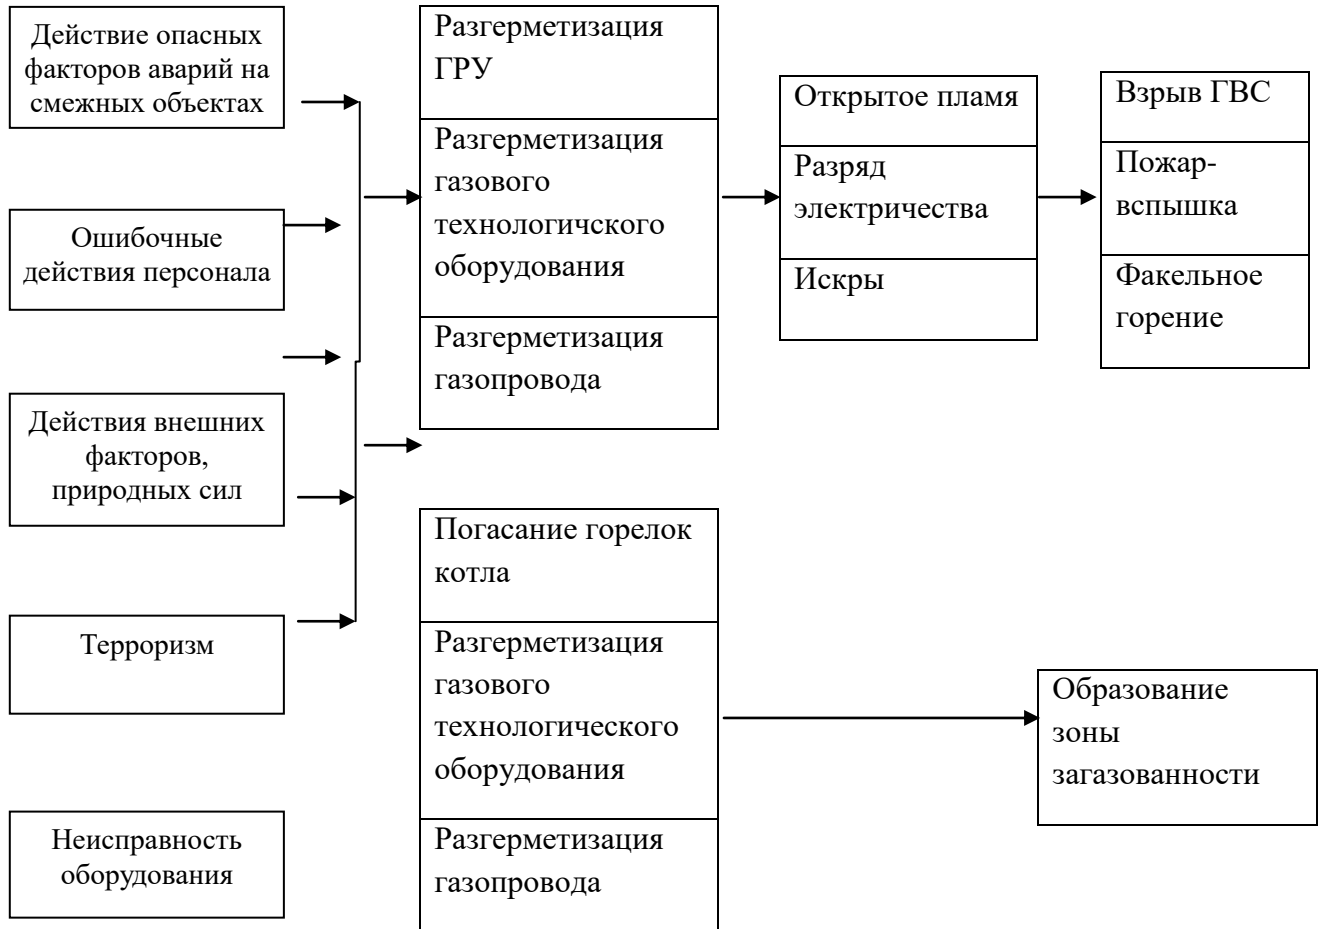 Действие опасных
факторов аварий на
смежных объектах
Ошибочные
действия персонала
Действия внешних
факторов,
природных сил
Терроризм
Неисправность
оборудования
Разгерметизация
ГРУ
Разгерметизация
газового
технологичского
оборудования
Разгерметизация
газопровода
Погасание горелок
котла
Разгерметизация
газового
технологического
оборудования
Разгерметизация
газопровода
Открытое пламя
Разряд
электричества
Искры
Взрыв ГВС
Пожар-
вспышка
Факельное
горение
Образование
зоны
загазованности